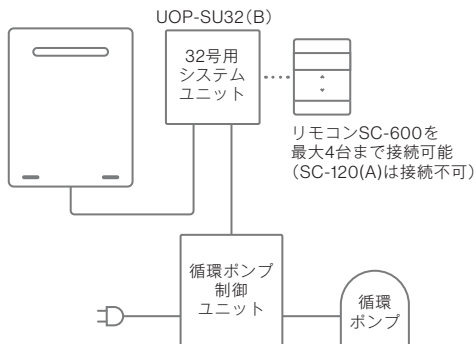 UOP-SU32(B)
32号用
システム
ユニット
リモコンSC-600を
最大4台まで接続可能
(SC-120(A)は接続不可)
循環ポンプ
制御
ユニット
循環
ポンプ